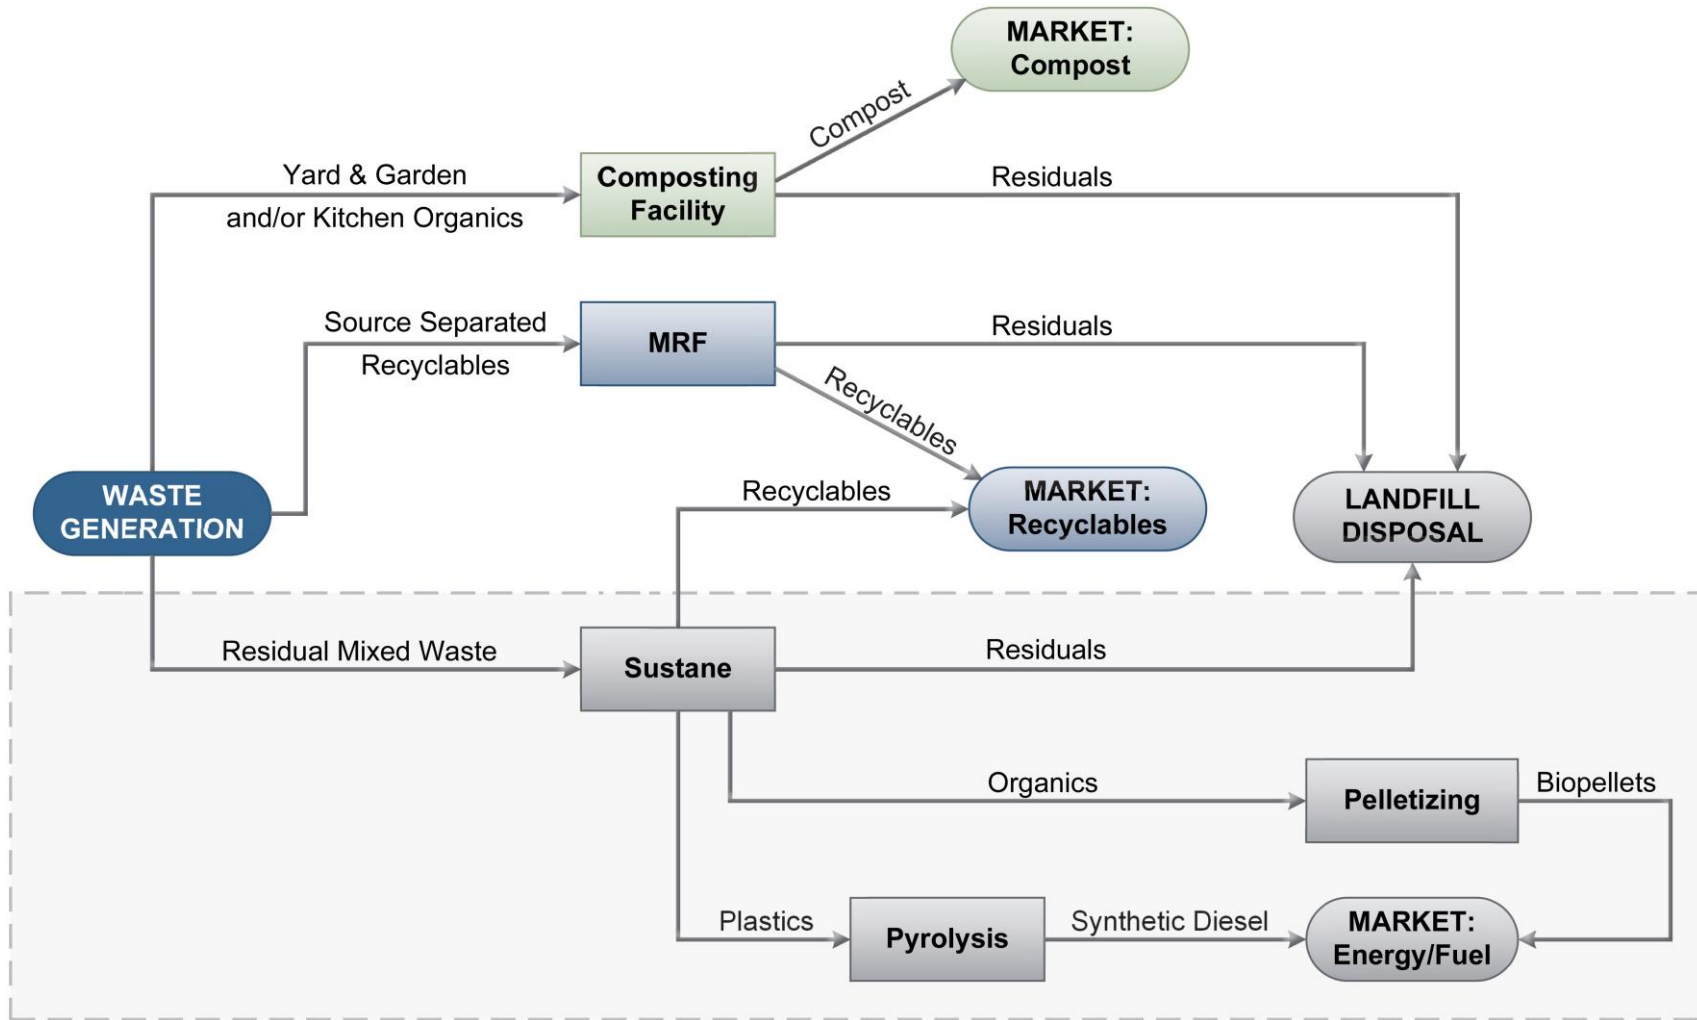 MARKET:
Compost
Compost
Yard & Garden
and/or Kitchen Organics
Composting
Facility
Residuals
Source Separated
Recyclables
MRF
Residuals
Recyclables
WASTE
GENERATION
Recyclables
MARKET:
Recyclables
LANDFILL
DISPOSAL
Residual Mixed Waste
Sustane
Residuals
Organics
Pelletizing
Biopellets
Plastics
Pyrolysis
Synthetic Diesel
MARKET:
Energy/Fuel